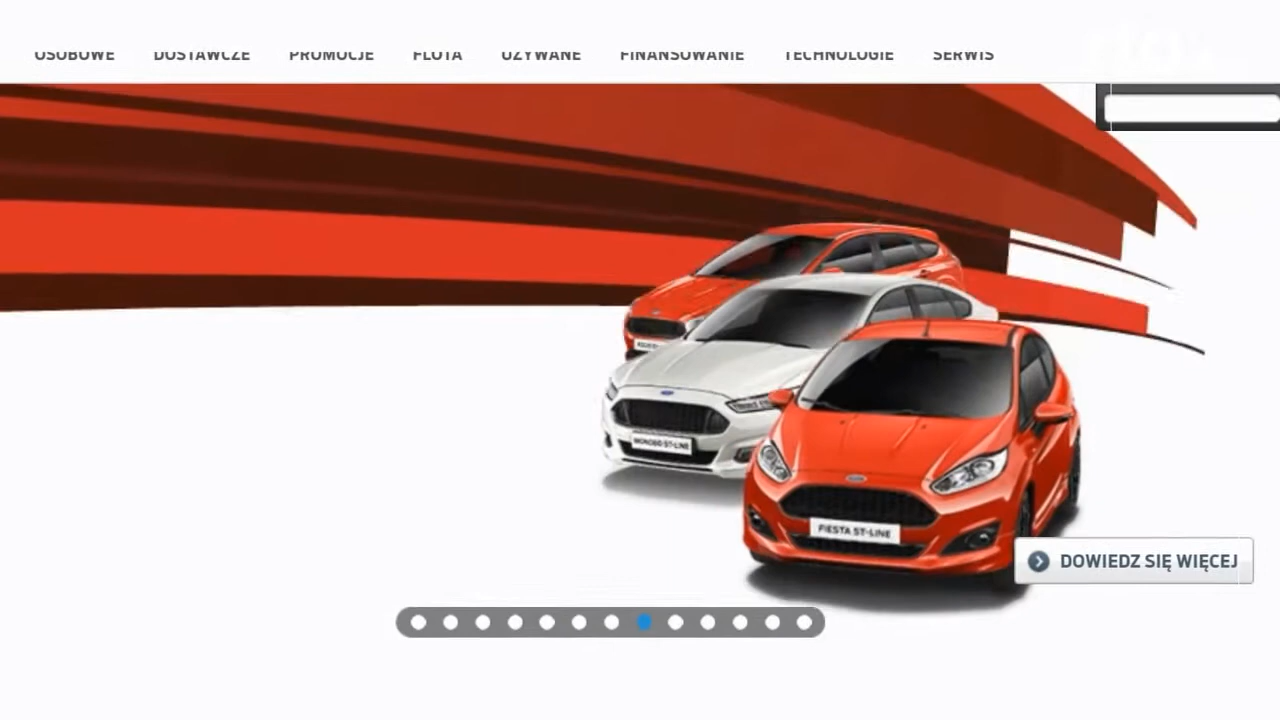 OSOBOWE DOSTAWCZE PROMOCJE FLOTA UŻYWANE FINANSOWANIE TECHNOLOGIE SERWIS
MONDEO ST-LINE
FIESTA ST-LINE
DOWIEDZ SIĘ WIĘCEJ